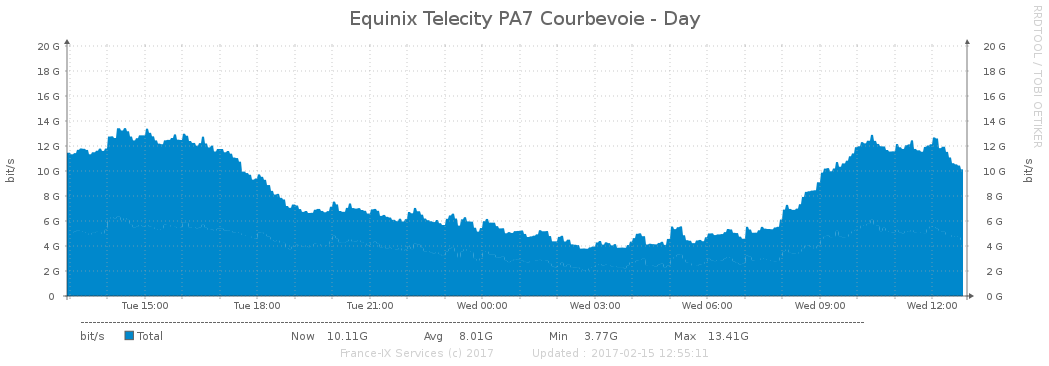 Equinix Telecity PA7 Courbevoie - Day
RRDTOOL / TOBI OETIKER
bit/s
bit/s
20 G 20 G
18 G 18 G
16 G 16 G
14 G 14 G
12 G 12 G
10 G 10 G
8 G 8 G
6 G 6 G
4 G 4 G
2 G 2 G
0 0 G
Tue 15:00 Tue 18:00 Tue 21:00 Wed 00:00 Wed 03:00 Wed 06:00 Wed 09:00 Wed 12:00
bit/s Total Now 10.11G Avg 8.01G Min 3.77G Max 13.41G
France-IX Services (c) 2017 Updated : 2017-02-15 12:55:11